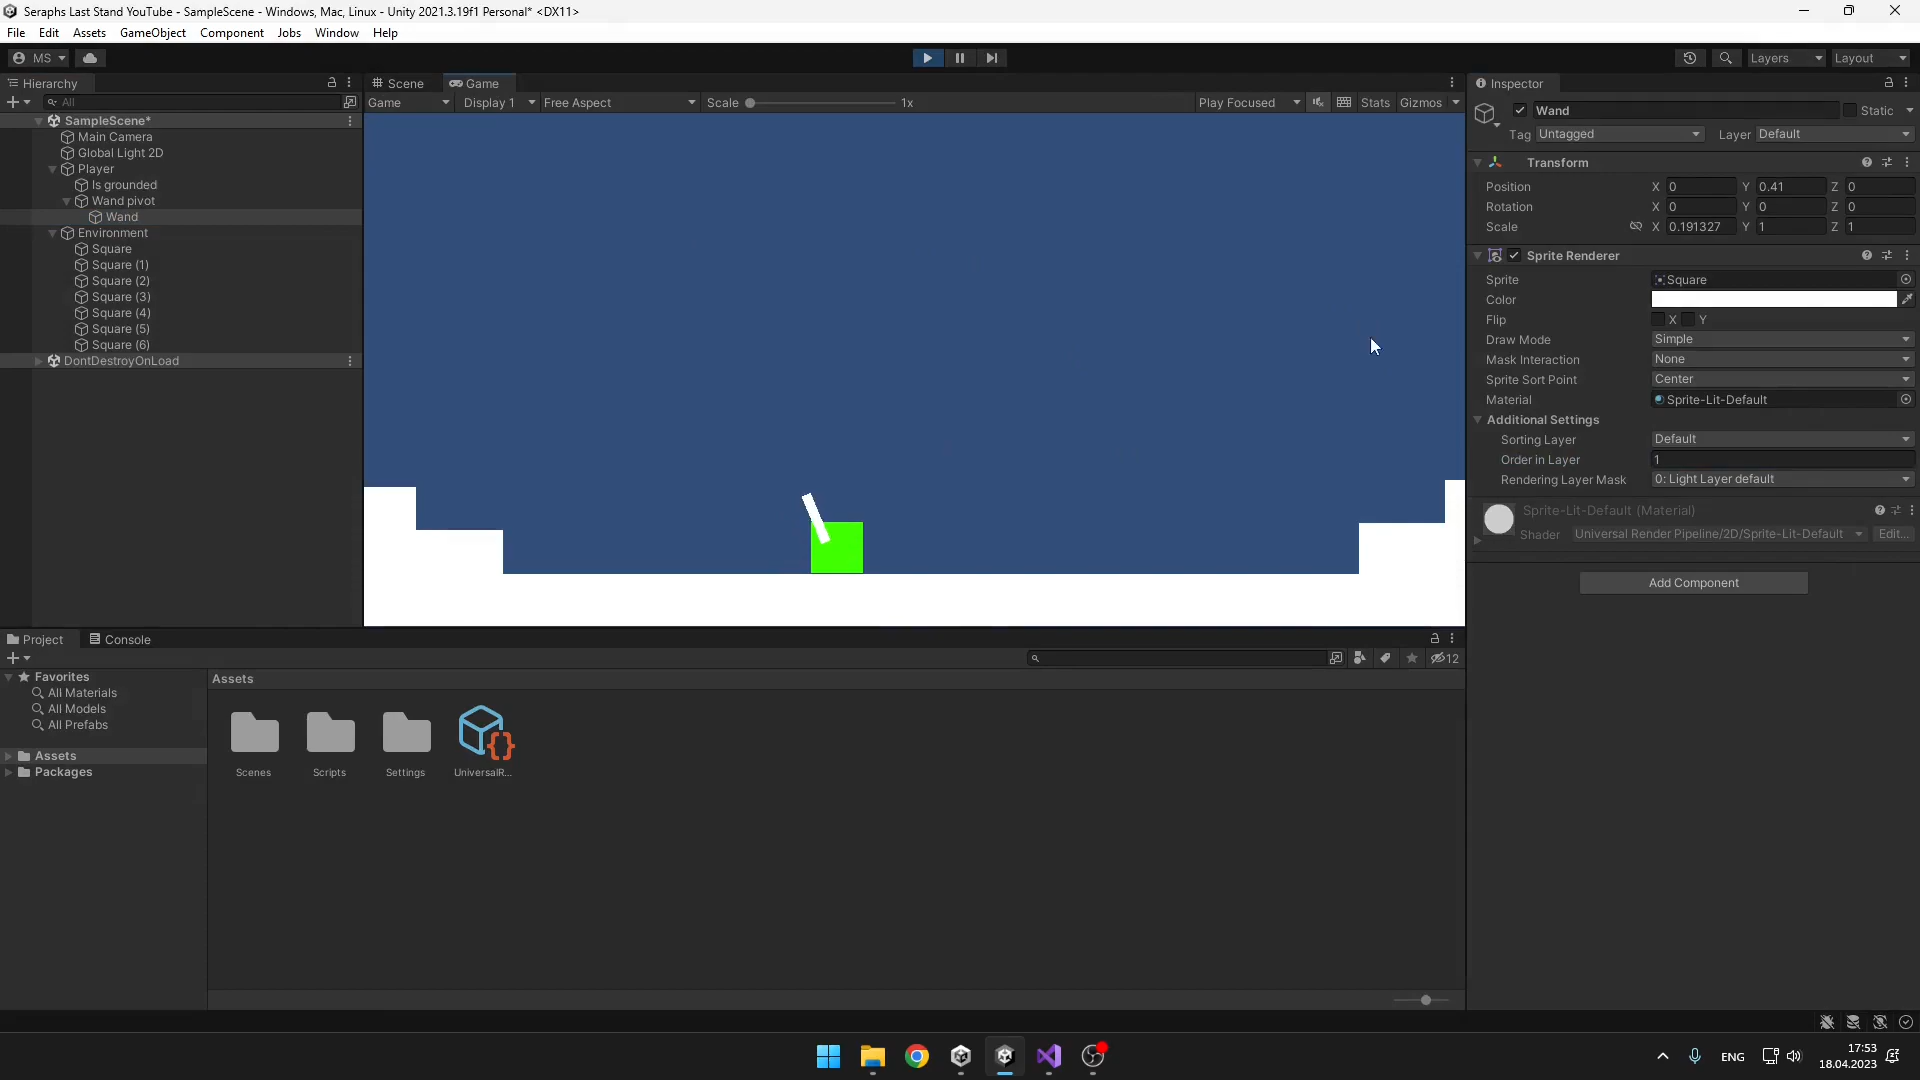 Seraphs Last Stand YouTube - SampleScene - Windows, Mac, Linux - Unity 2021.3.19f1 Personal* <DX11>
File Edit Assets GameObject Component Jobs Window Help
MS
Layers Layout
Hierarchy
All
SampleScene*
Main Camera
Global Light 2D
Player
Is grounded
Wand pivot
Wand
Environment
Square
Square (1)
Square (2)
Square (3)
Square (4)
Square (5)
Square (6)
DontDestroyOnLoad
Scene Game
Game Display 1 Free Aspect Scale 1x Play Focused Stats Gizmos
Inspector
Wand Static
Tag Untagged Layer Default
Transform
Position X 0 Y 0.41 Z 0
Rotation X 0 Y 0 Z 0
Scale X 0.191327 Y 1 Z 1
Sprite Renderer
Sprite Square
Color
Flip X Y
Draw Mode Simple
Mask Interaction None
Sprite Sort Point Center
Material Sprite-Lit-Default
Additional Settings
Sorting Layer Default
Order in Layer 1
Rendering Layer Mask 0: Light Layer default
Sprite-Lit-Default (Material)
Shader Universal Render Pipeline/2D/Sprite-Lit-Default Edit...
Add Component
Project Console
12
Favorites
All Materials
All Models
All Prefabs
Assets
Packages
Assets
Scenes Scripts Settings UniversalR...
ENG
17:53
18.04.2023